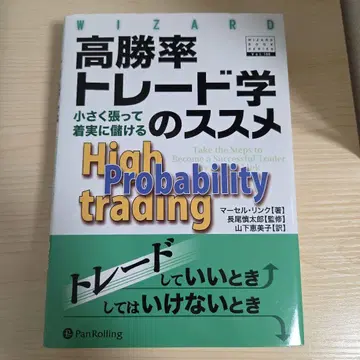 WIZARD
WIZARD
BOOK
SERIES
高勝率
トレード学
のススメ
小さく張って
着実に儲ける
Take the Steps to
Become a Successful Trader
High
Probability
trading
マーセル・リンク【著】
長尾慎太郎【監修】
山下恵美子【訳】
トレード
していいとき
してはいけないとき
PanRolling